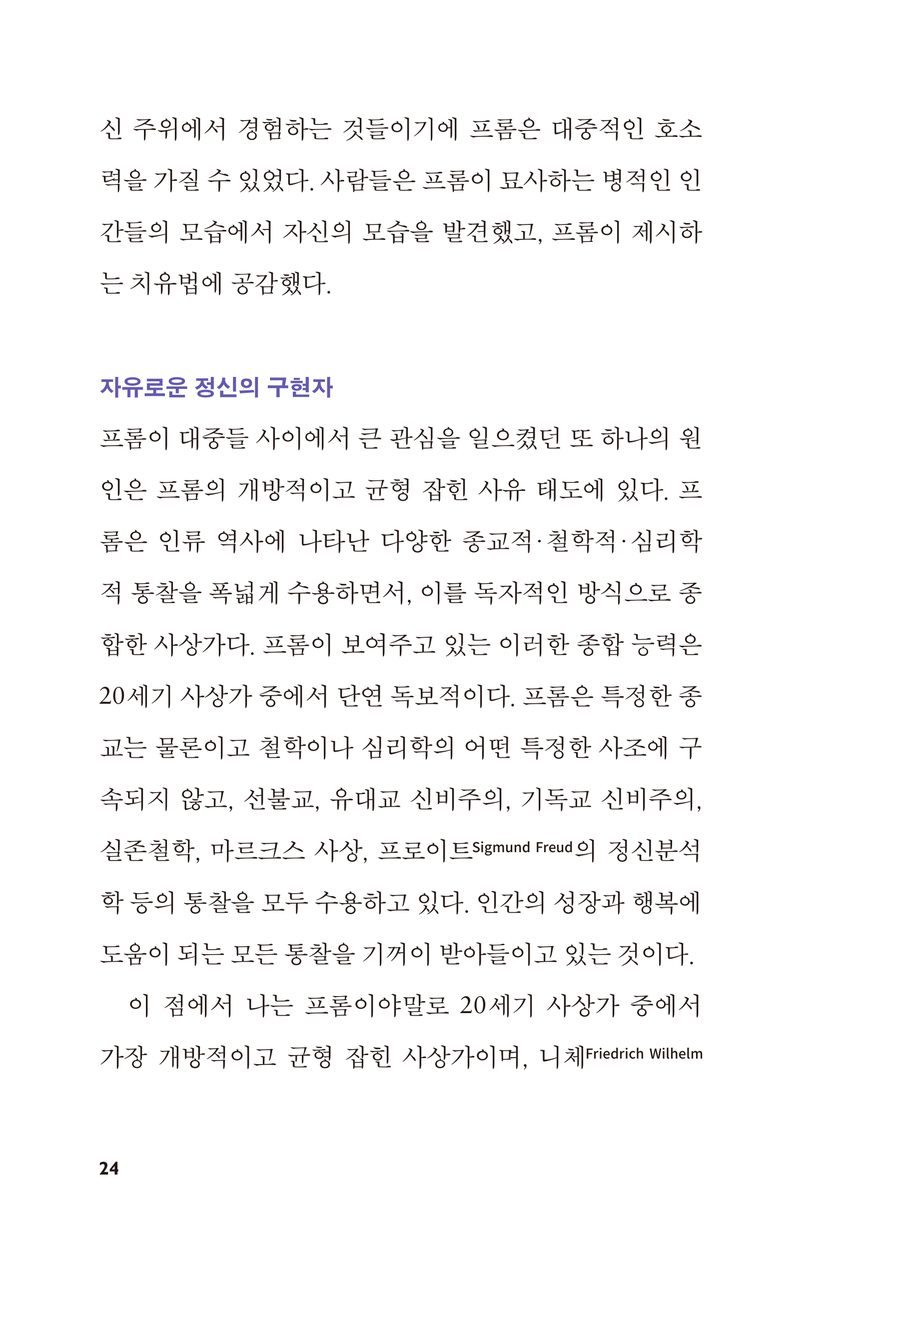 신 주위에서 경험하는 것들이기에 프롬은 대중적인 호소
력을 가질 수 있었다. 사람들은 프롬이 묘사하는 병적인 인
간들의 모습에서 자신의 모습을 발견했고, 프롬이 제시하
는 치유법에 공감했다.
자유로운 정신의 구현자
프롬이 대중들 사이에서 큰 관심을 일으켰던 또 하나의 원
인은 프롬의 개방적이고 균형 잡힌 사유 태도에 있다. 프
롬은 인류 역사에 나타난 다양한 종교적·철학적·심리학
적 통찰을 폭넓게 수용하면서, 이를 독자적인 방식으로 종
합한 사상가다. 프롬이 보여주고 있는 이러한 종합 능력은
20세기 사상가 중에서 단연 독보적이다. 프롬은 특정한 종
교는 물론이고 철학이나 심리학의 어떤 특정한 사조에 구
속되지 않고, 선불교, 유대교 신비주의, 기독교 신비주의,
실존철학, 마르크스 사상, 프로이트Sigmund Freud의 정신분석
학 등의 통찰을 모두 수용하고 있다. 인간의 성장과 행복에
도움이 되는 모든 통찰을 기꺼이 받아들이고 있는 것이다.
이 점에서 나는 프롬이야말로 20세기 사상가 중에서
가장 개방적이고 균형 잡힌 사상가이며, 니체Friedrich Wilhelm
24